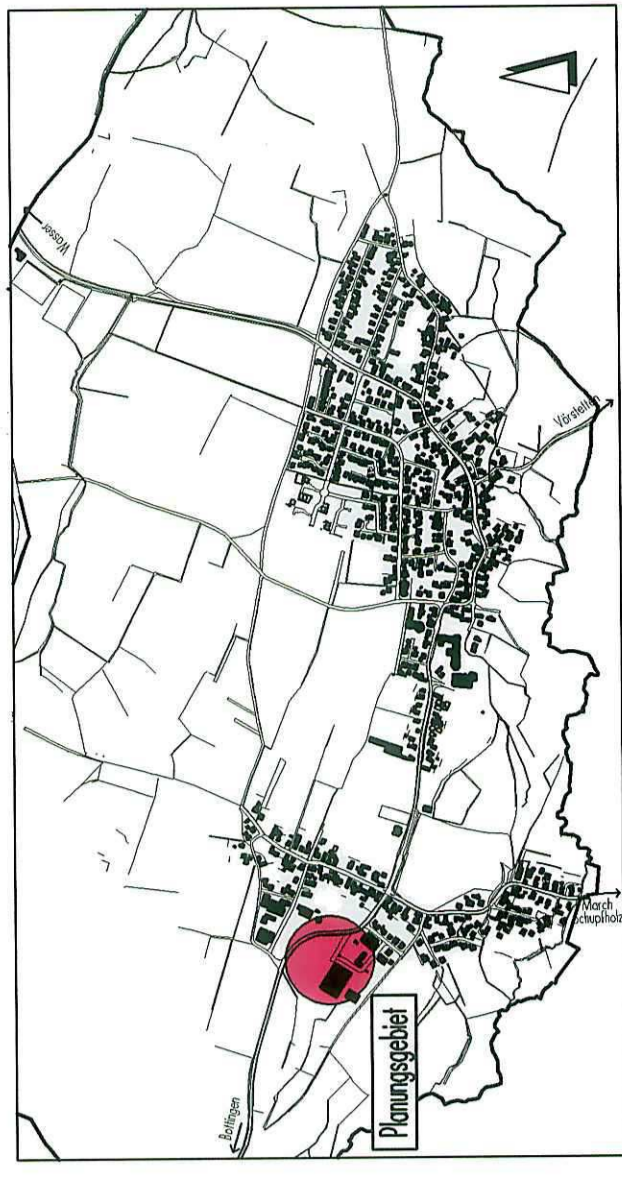 Wasser
Vörstetten
March
Schupfholz
Planungsgebiet
Bottingen